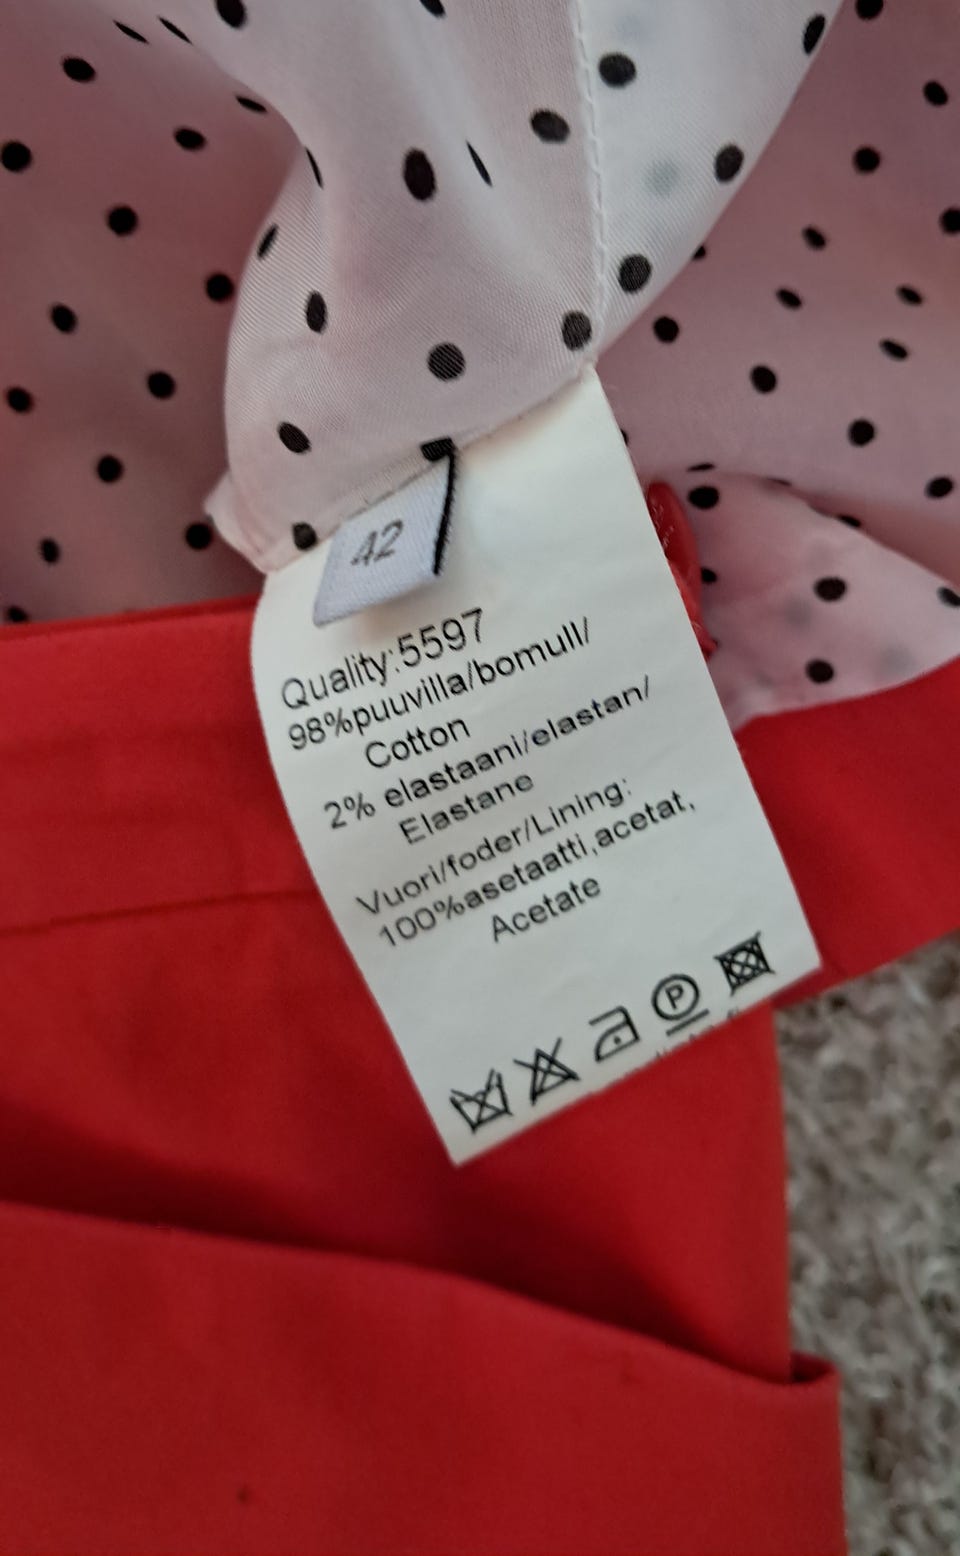 42
Quality:5597
98%puuvilla/bomull/
Cotton
2% elastaani/elastan/
Elastane
Vuori/foder/Lining:
100%asetaatti,acetat,
Acetate
P